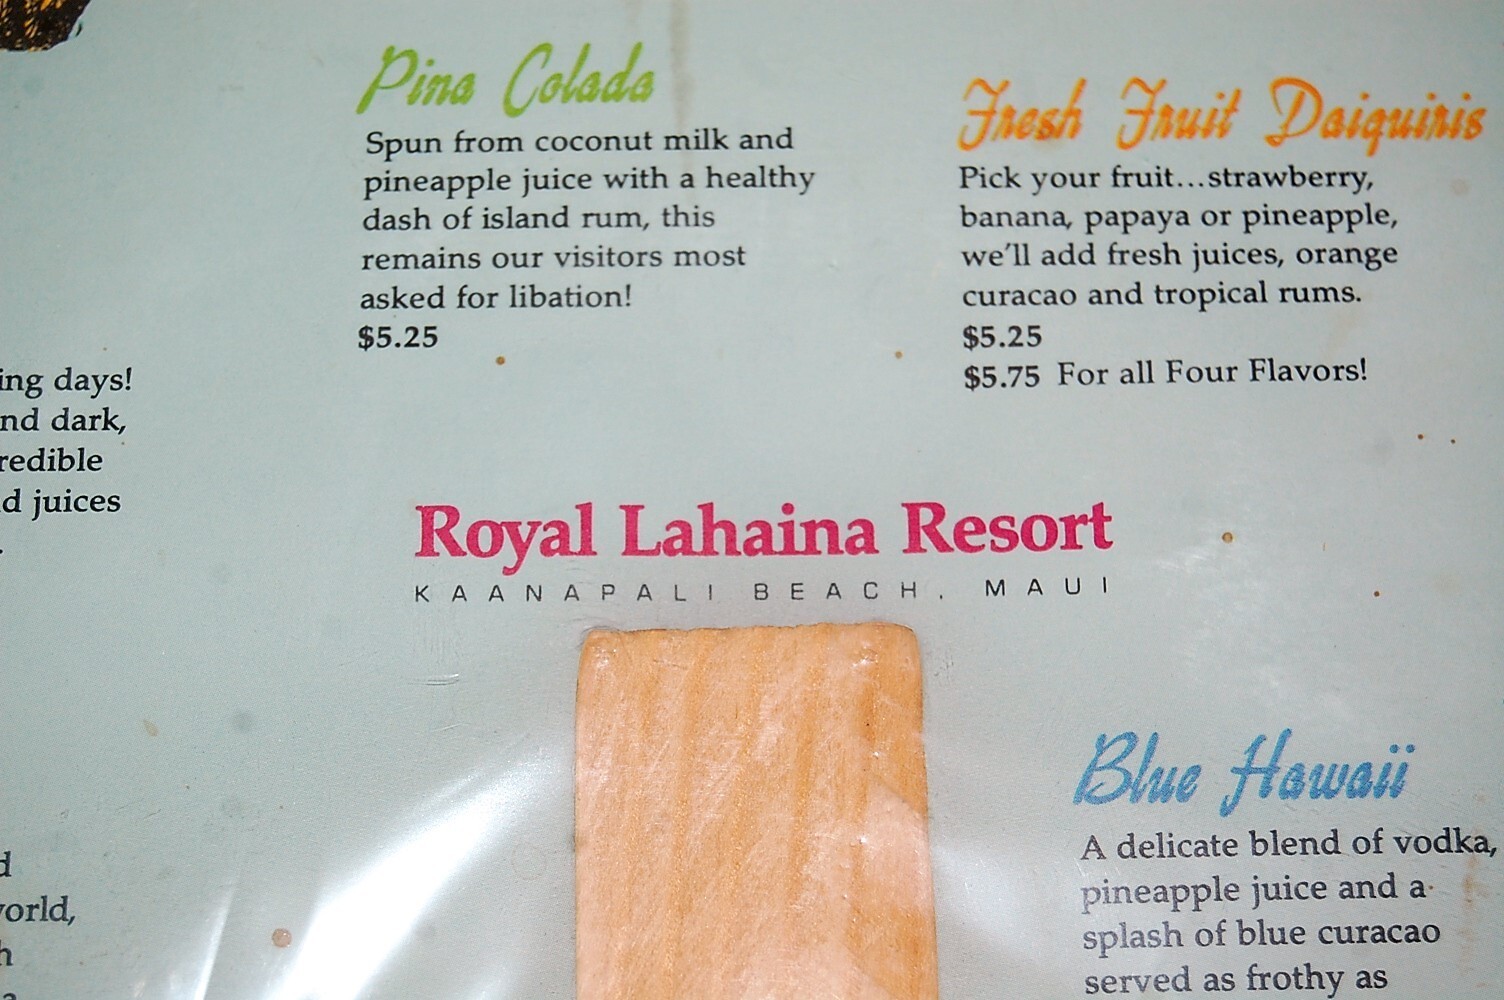 Pina Colada
Spun from coconut milk and
pineapple juice with a healthy
dash of island rum, this
remains our visitors most
asked for libation!
$5.25
Fresh Fruit Daiquiris
Pick your fruit...strawberry,
banana, papaya or pineapple,
we'll add fresh juices, orange
curacao and tropical rums.
$5.25
$5.75 For all Four Flavors!
ing days!
nd dark,
redible
d juices
.
Royal Lahaina Resort
KAANAPALI BEACH, MAUI
d
orld,
h
a
Blue Hawaii
A delicate blend of vodka,
pineapple juice and a
splash of blue curacao
served as frothy as